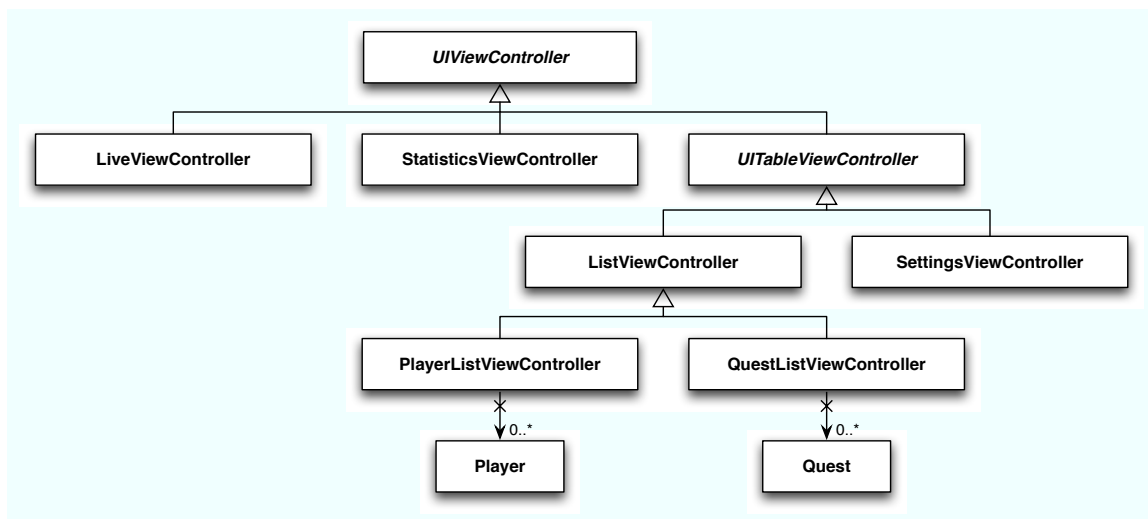 UIViewController
LiveViewController
StatisticsViewController
UITableViewController
ListViewController
SettingsViewController
PlayerListViewController
QuestListViewController
0..*
0..*
Player
Quest